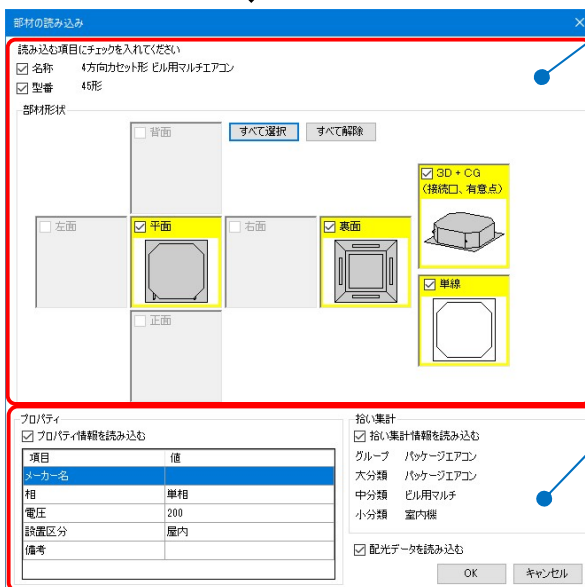 部材の読み込み
読み込む項目にチェックを入れてください
名称 4方向カセット形 ビル用マルチエアコン
型番 45形
部材形状
背面 すべて選択 すべて解除
3D + CG
(接続口、有意点)
左面 平面 右面 裏面
単線
正面
プロパティ
プロパティ情報を読み込む
項目 値
メーカー名
相 単相
電圧 200
設置区分 屋内
備考
拾い集計
拾い集計情報を読み込む
グループ パッケージエアコン
大分類 パッケージエアコン
中分類 ビル用マルチ
小分類 室内機
配光データを読み込む
OK キャンセル